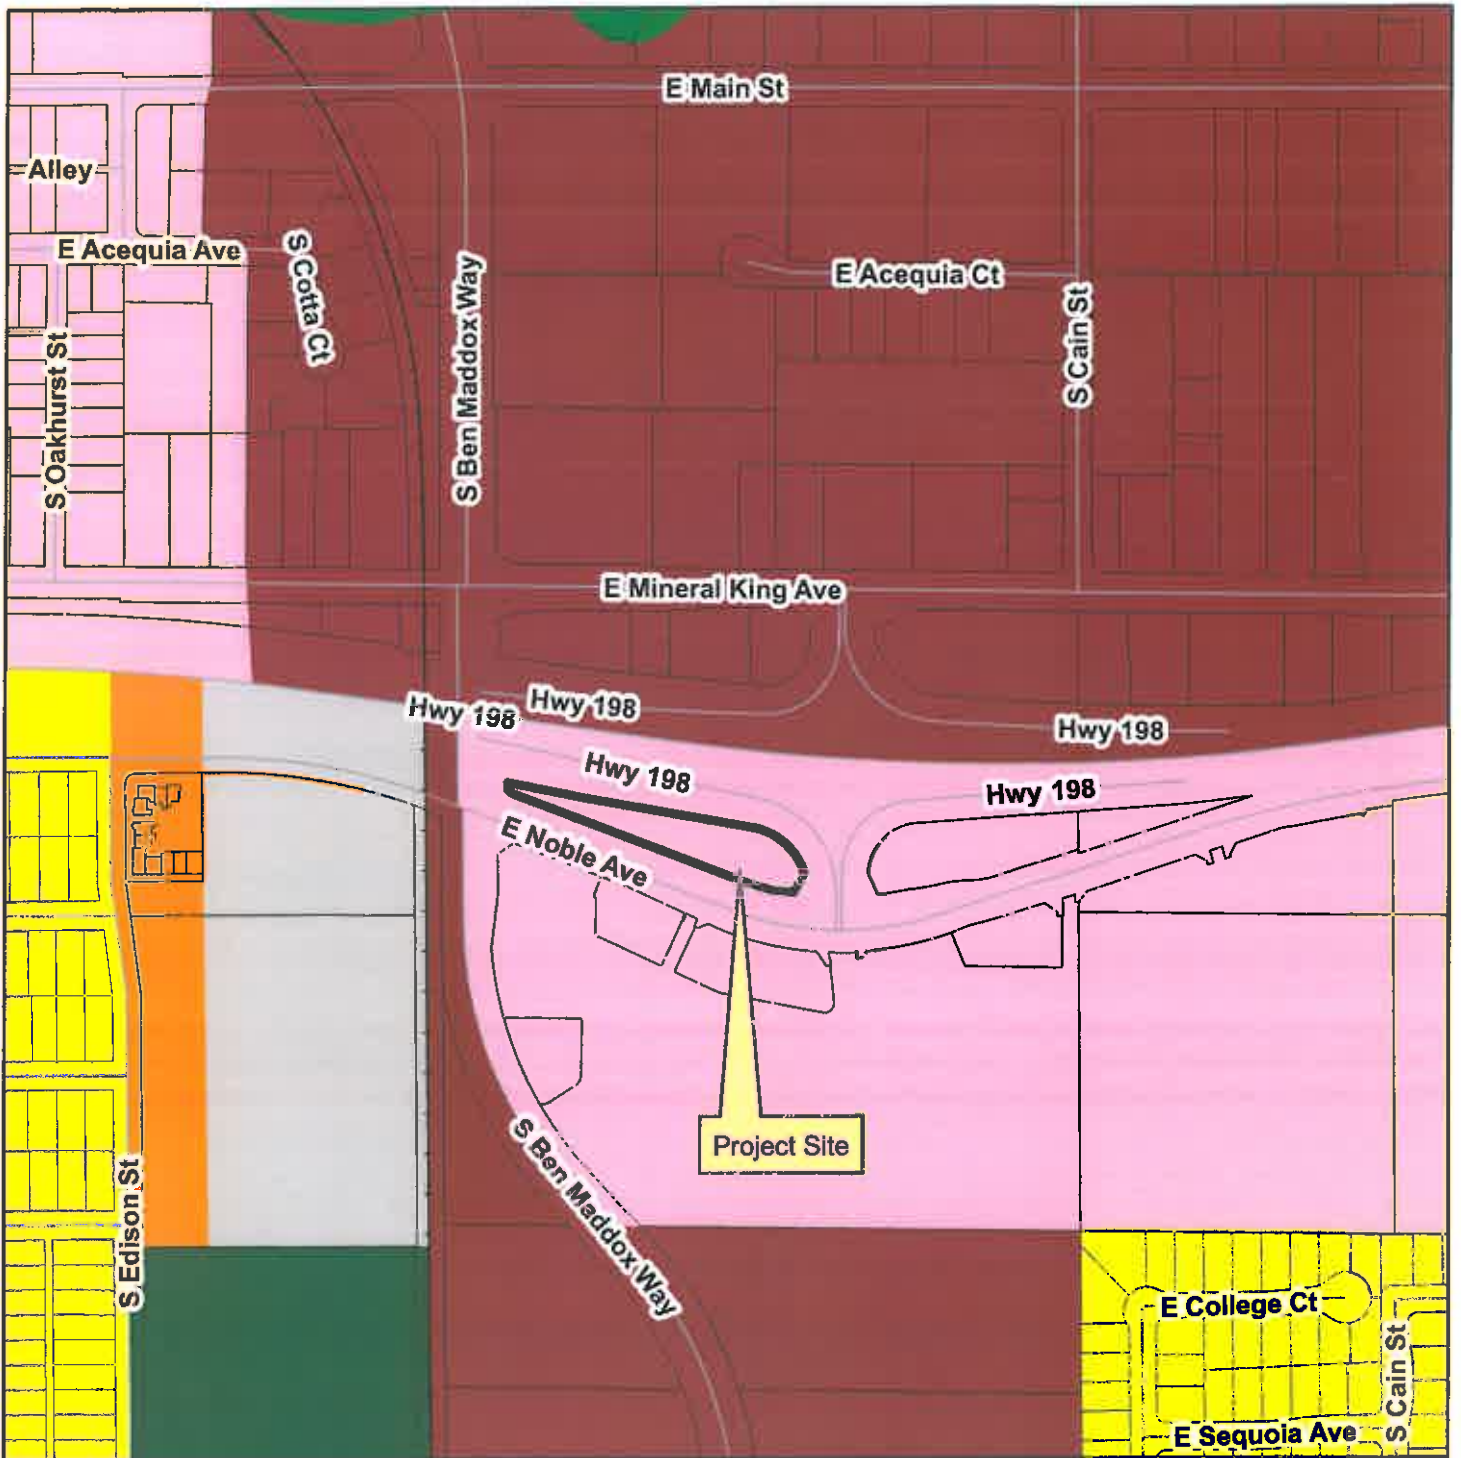 E Main St
Alley
E Acequia Ave
S Cotta Ct
S Ben Maddox Way
E Acequia Ct
S Cain St
S Oakhurst St
E Mineral King Ave
Hwy 198
Hwy 198
Hwy 198
Hwy 198
Hwy 198
E Noble Ave
Project Site
S Ben Maddox Way
S Edison St
E College Ct
S Cain St
E Sequoia Ave